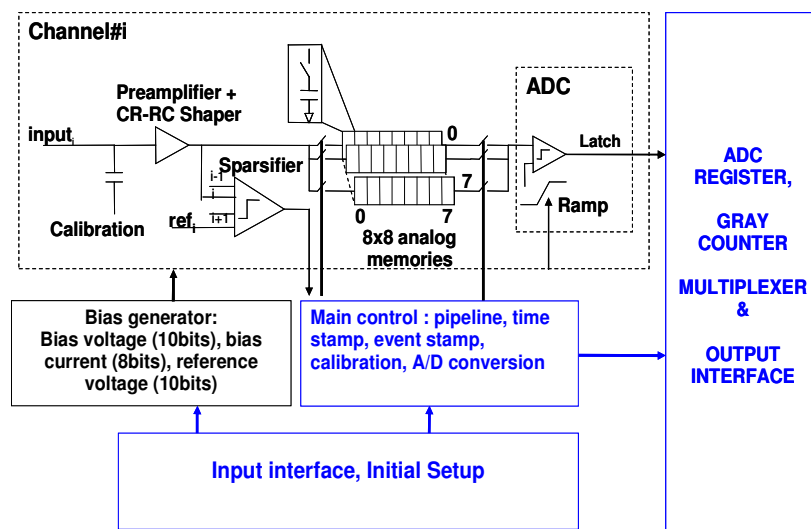 Channel#i
Preamplifier +
CR-RC Shaper
input i
Calibration
Sparsifier
i-1
i
i+1
ref i
0
7
0 7
8x8 analog
memories
ADC
Latch
Ramp
Bias generator:
Bias voltage (10bits), bias
current (8bits), reference
voltage (10bits)
Main control : pipeline, time
stamp, event stamp,
calibration, A/D conversion
Input interface, Initial Setup
ADC
REGISTER,
GRAY
COUNTER
MULTIPLEXER
&
OUTPUT
INTERFACE